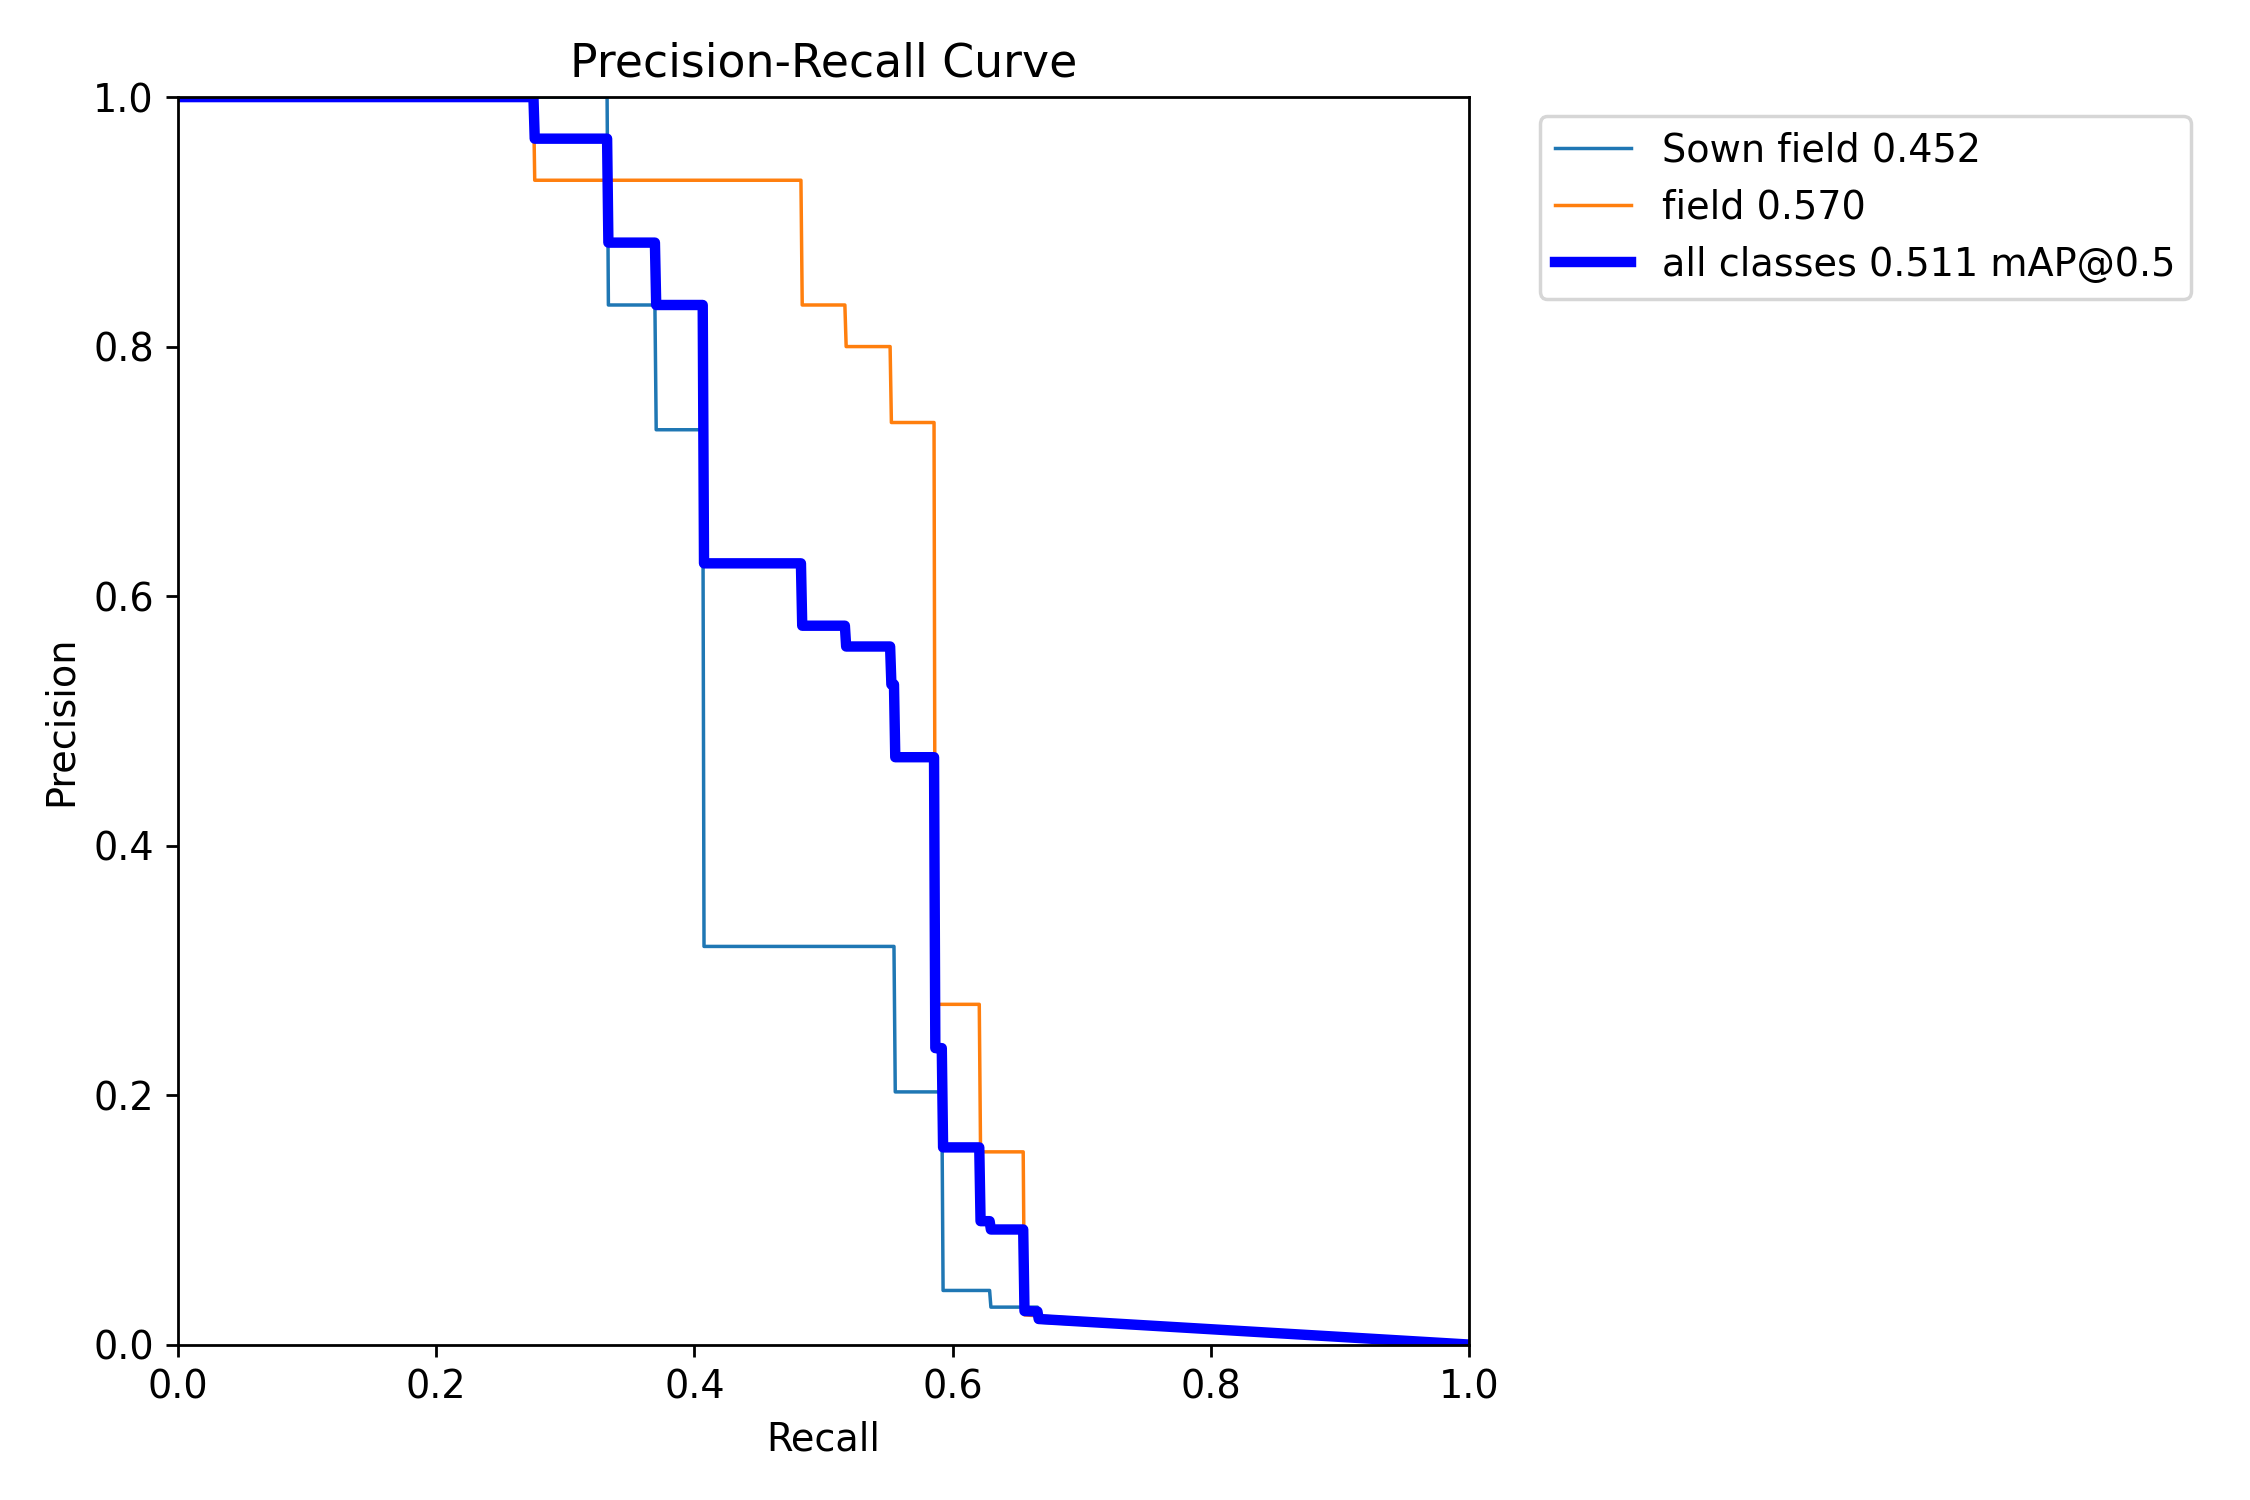 Precision-Recall Curve
1.0
0.8
0.6
0.4
0.2
0.0
Precision
0.0 0.2 0.4 0.6 0.8 1.0
Recall
Sown field 0.452
field 0.570
all classes 0.511 mAP@0.5